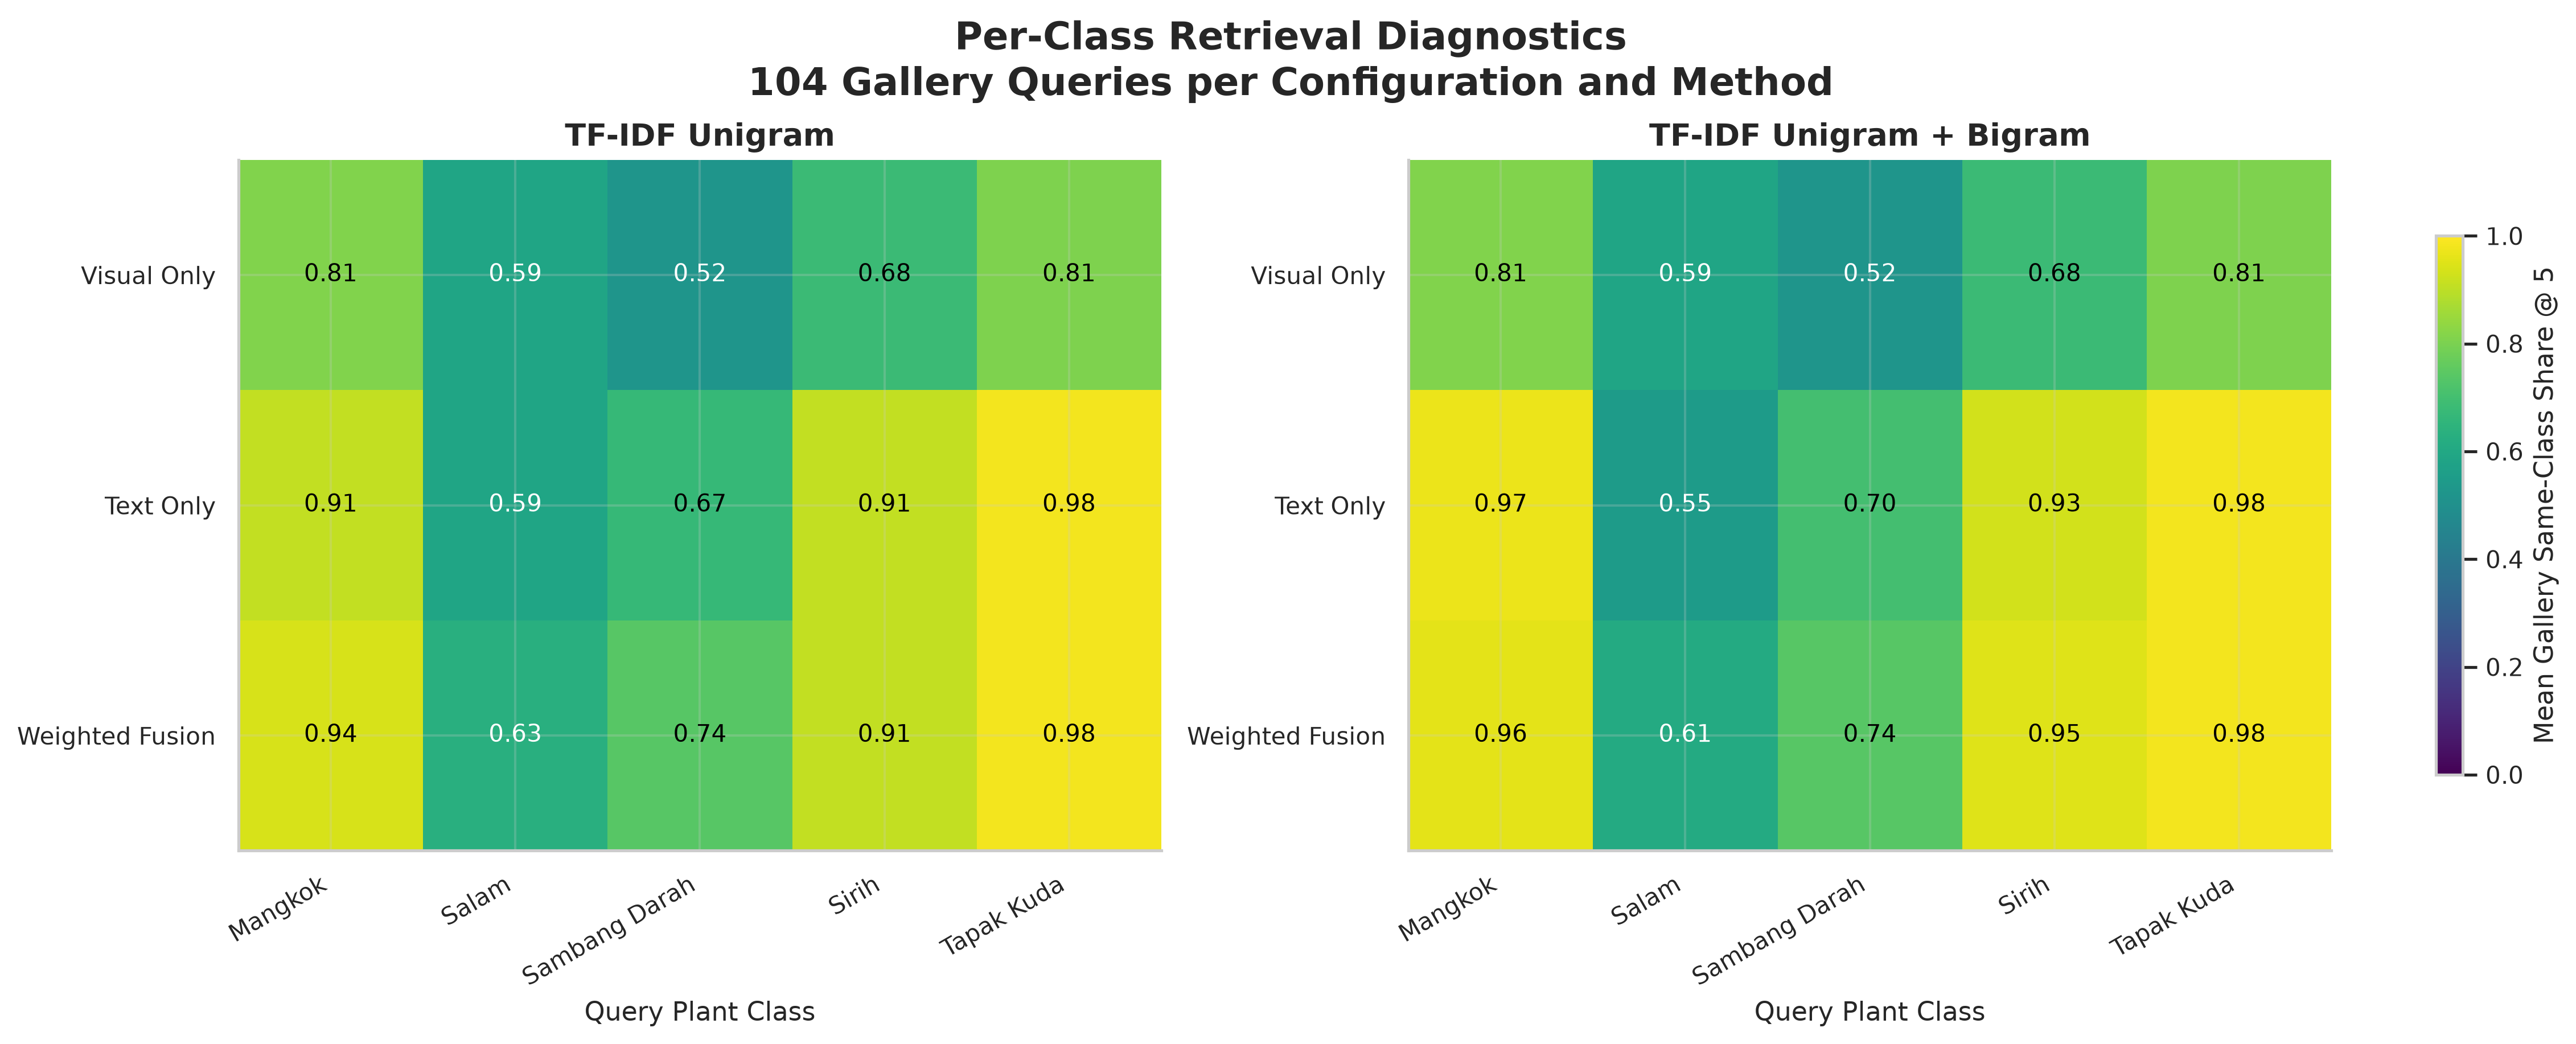 Per-Class Retrieval Diagnostics
104 Gallery Queries per Configuration and Method
TF-IDF Unigram
Visual Only
0.81 0.59 0.52 0.68 0.81
Text Only
0.91 0.59 0.67 0.91 0.98
Weighted Fusion
0.94 0.63 0.74 0.91 0.98
Mangkok
Salam
Sambang Darah
Sirih
Tapak Kuda
Query Plant Class
TF-IDF Unigram + Bigram
Visual Only
0.81 0.59 0.52 0.68 0.81
Text Only
0.97 0.55 0.70 0.93 0.98
Weighted Fusion
0.96 0.61 0.74 0.95 0.98
Mangkok
Salam
Sambang Darah
Sirih
Tapak Kuda
Query Plant Class
1.0
0.8
0.6
0.4
0.2
0.0
Mean Gallery Same-Class Share @ 5